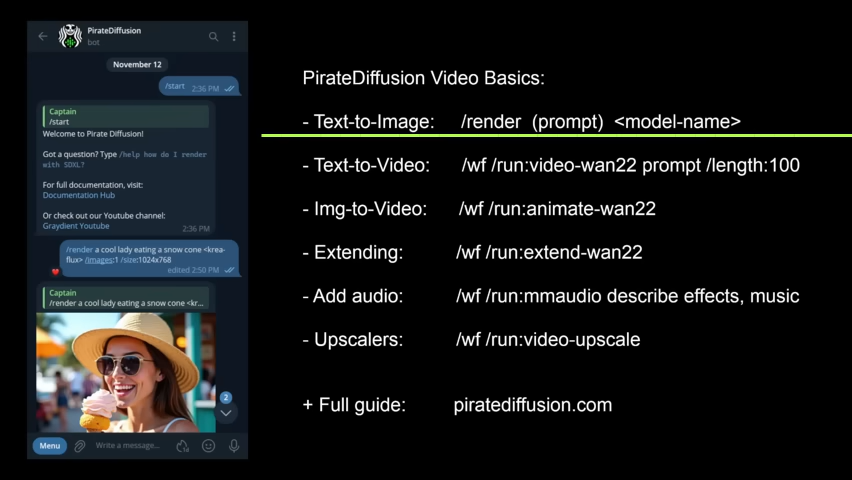 PirateDiffusion
bot
November 12
/start 2:36 PM
Captain
/start
Welcome to Pirate Diffusion!
Got a question? Type /help how do I render
with SDXL?
For full documentation, visit:
Documentation Hub
Or check out our Youtube channel:
Graydient Youtube
2:36 PM
/render a cool lady eating a snow cone <krea-
flux> /images:1 /size:1024x768
edited 2:50 PM
Captain
/render a cool lady eating a snow cone <kr...
2
Menu
Write a message...
PirateDiffusion Video Basics:
- Text-to-Image: /render (prompt) <model-name>
- Text-to-Video: /wf /run:video-wan22 prompt /length:100
- Img-to-Video: /wf /run:animate-wan22
- Extending: /wf /run:extend-wan22
- Add audio: /wf /run:mmaudio describe effects, music
- Upscalers: /wf /run:video-upscale
+ Full guide: piratediffusion.com